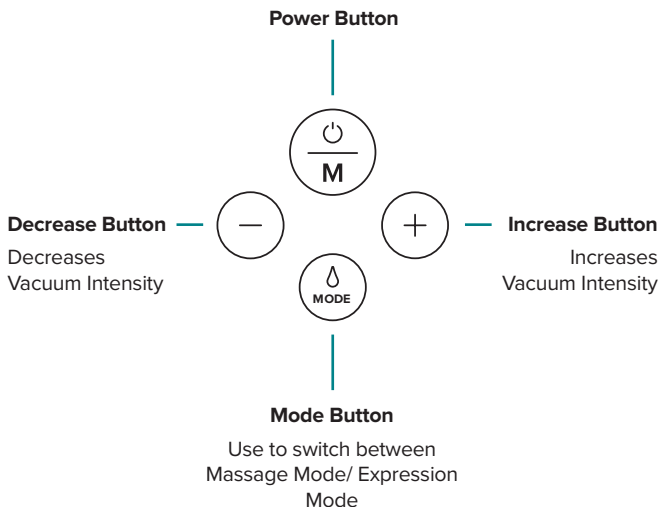 Power Button
M
Decrease Button
Decreases
Vacuum Intensity
Increase Button
Increases
Vacuum Intensity
MODE
Mode Button
Use to switch between
Massage Mode/ Expression
Mode